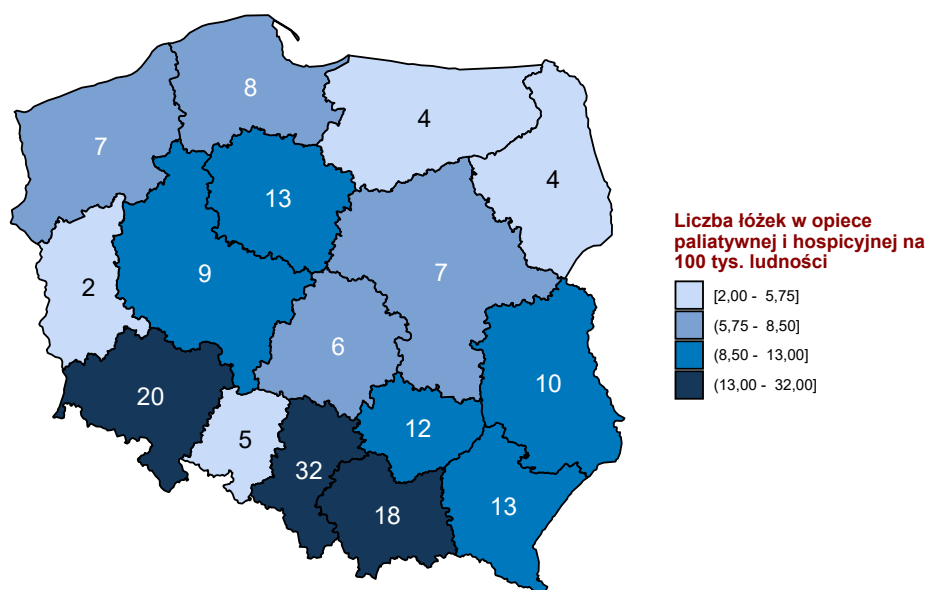 8
4
7
4
13
9
7
2
6
10
20
12
5
32
13
18
Liczba łóżek w opiece
paliatywnej i hospicyjnej na
100 tys. ludności
[2,00 - 5,75]
(5,75 - 8,50]
(8,50 - 13,00]
(13,00 - 32,00]